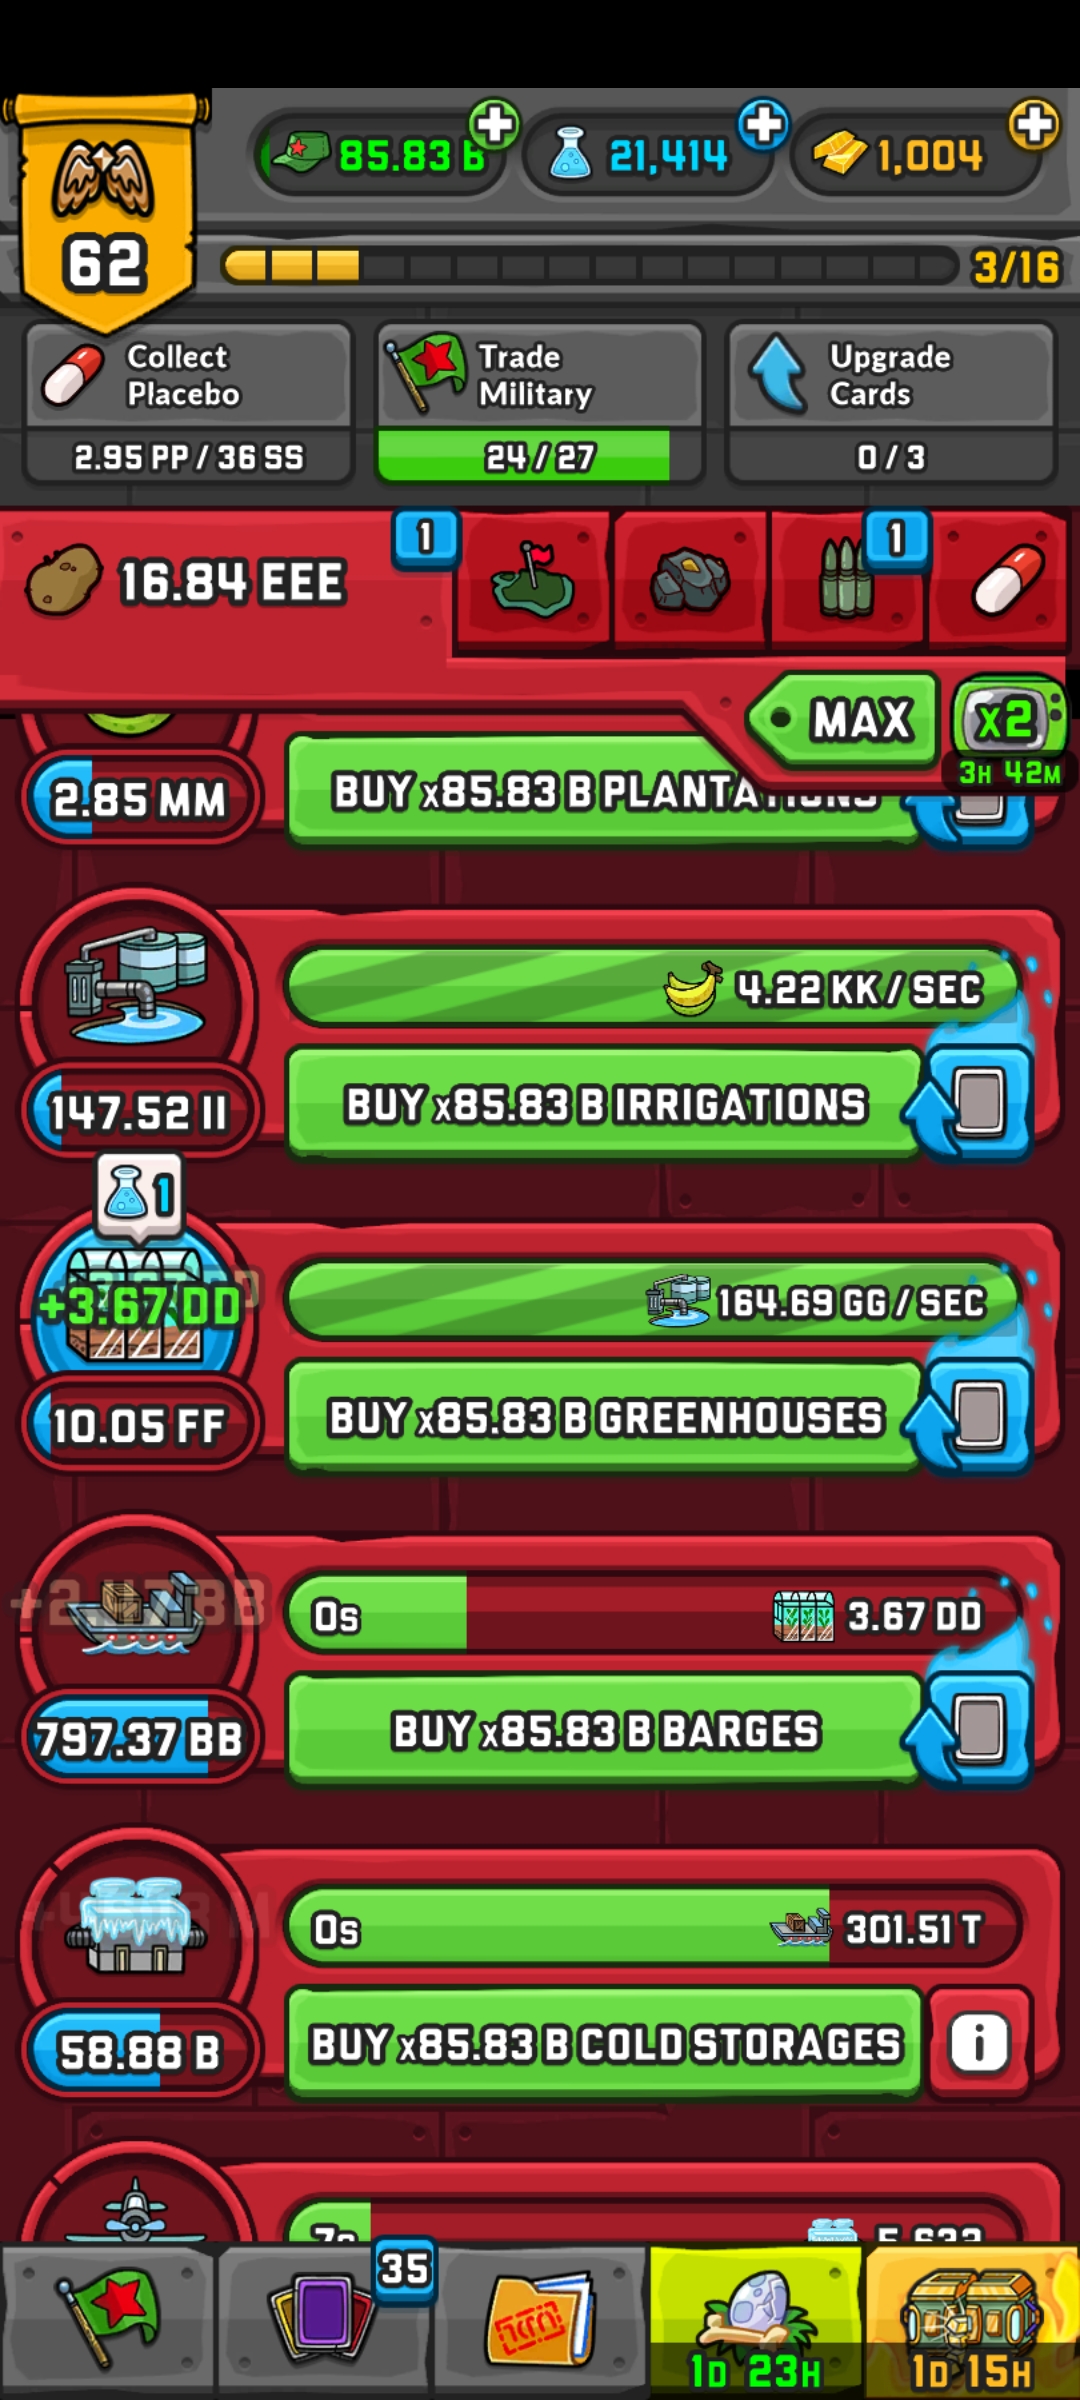 85.83 B
21,414
1,004
62
3/16
Collect
Placebo
2.95 PP / 36 SS
Trade
Military
24 / 27
Upgrade
Cards
0 / 3
16.84 EEE
1
1
MAX
x2
3H 42M
2.85 MM
BUY x85.83 B PLANTATIONS
4.22 KK / SEC
147.52 II
BUY x85.83 B IRRIGATIONS
1
+3.67 DD
164.69 GG / SEC
10.05 FF
BUY x85.83 B GREENHOUSES
0s
3.67 DD
797.37 BB
BUY x85.83 B BARGES
0s
301.51 T
58.88 B
BUY x85.83 B COLD STORAGES
i
7s
5,633
35
1D 23H
1D 15H